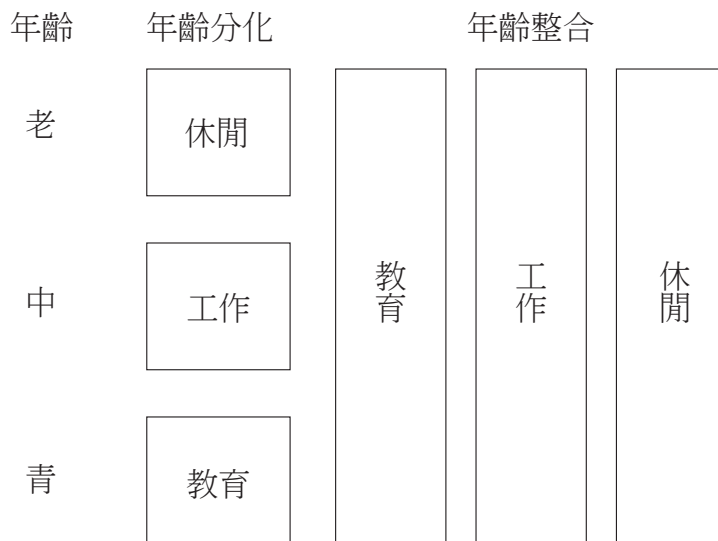 年齡 年齡分化 年齡整合
老 休閒
中 工作 教育 工作 休閒
青 教育